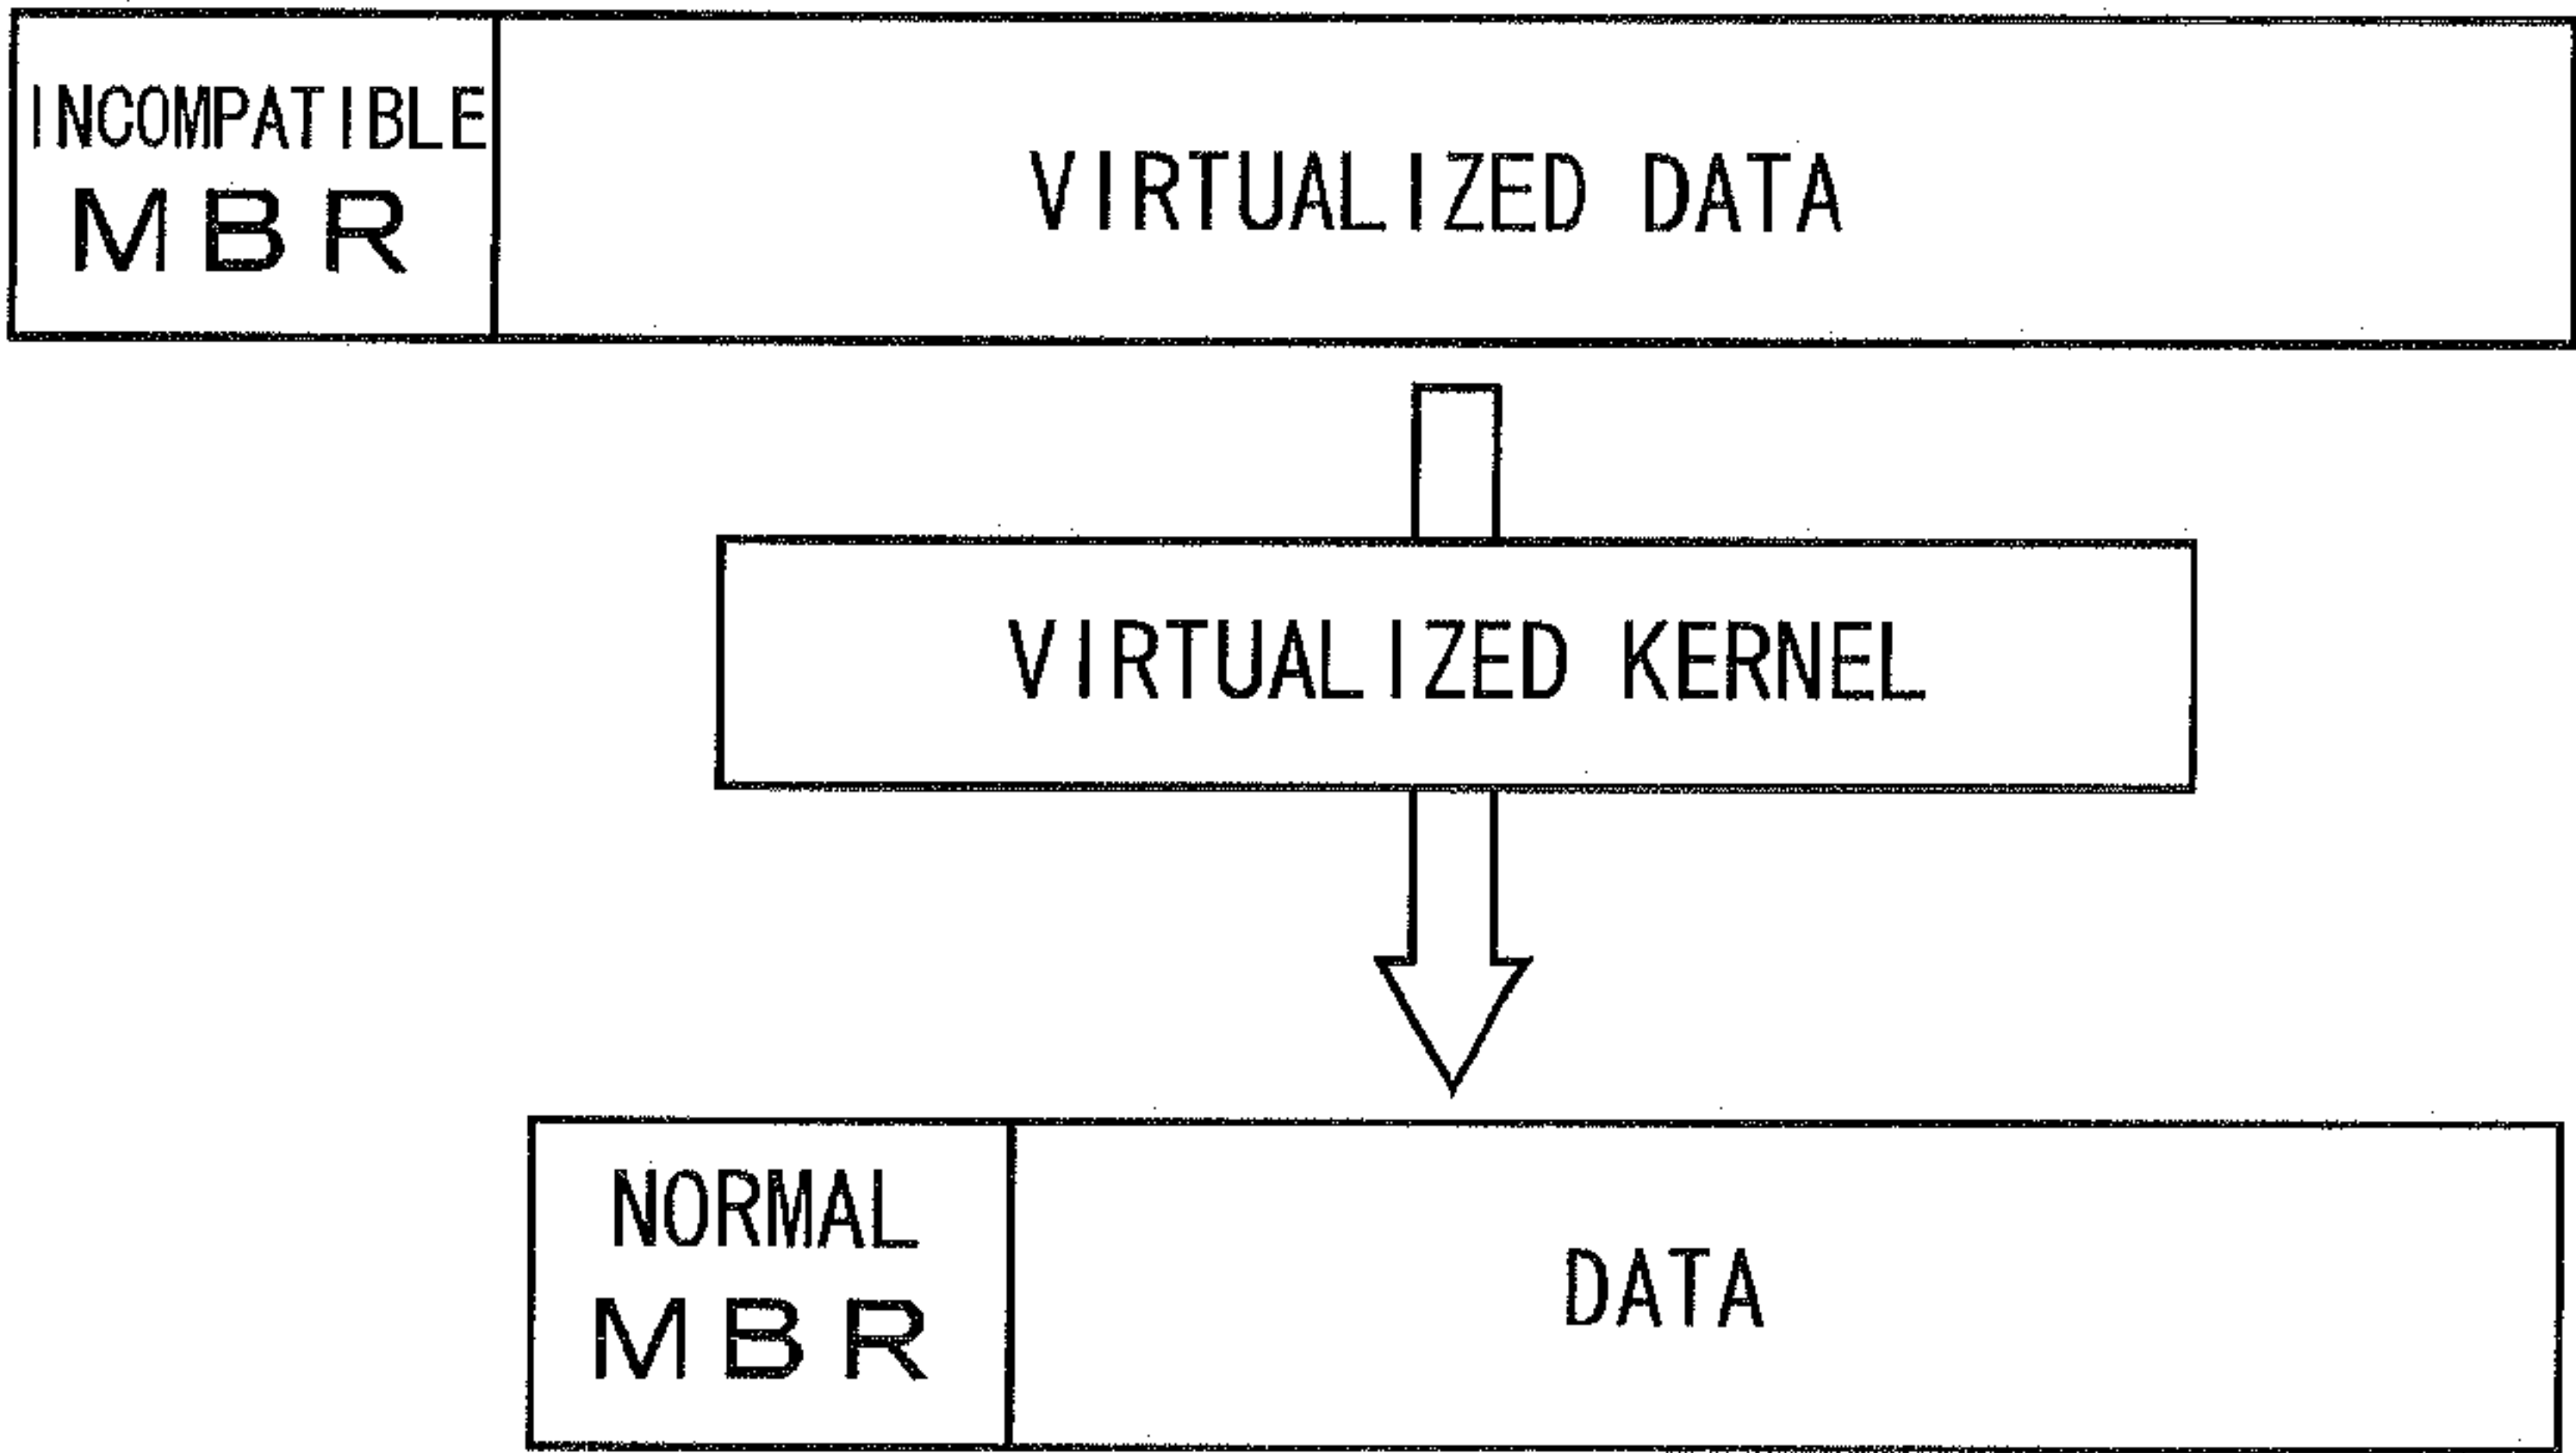 INCOMPATIBLE
MBR
VIRTUALIZED DATA
VIRTUALIZED KERNEL
NORMAL
MBR
DATA